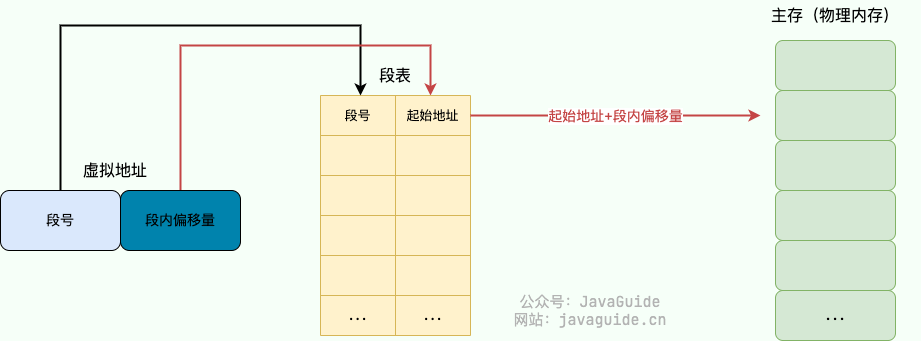 主存（物理内存）
段表
段号
起始地址
起始地址+段内偏移量
虚拟地址
段号
段内偏移量
...
...
...
公众号：JavaGuide
网站：javaguide.cn